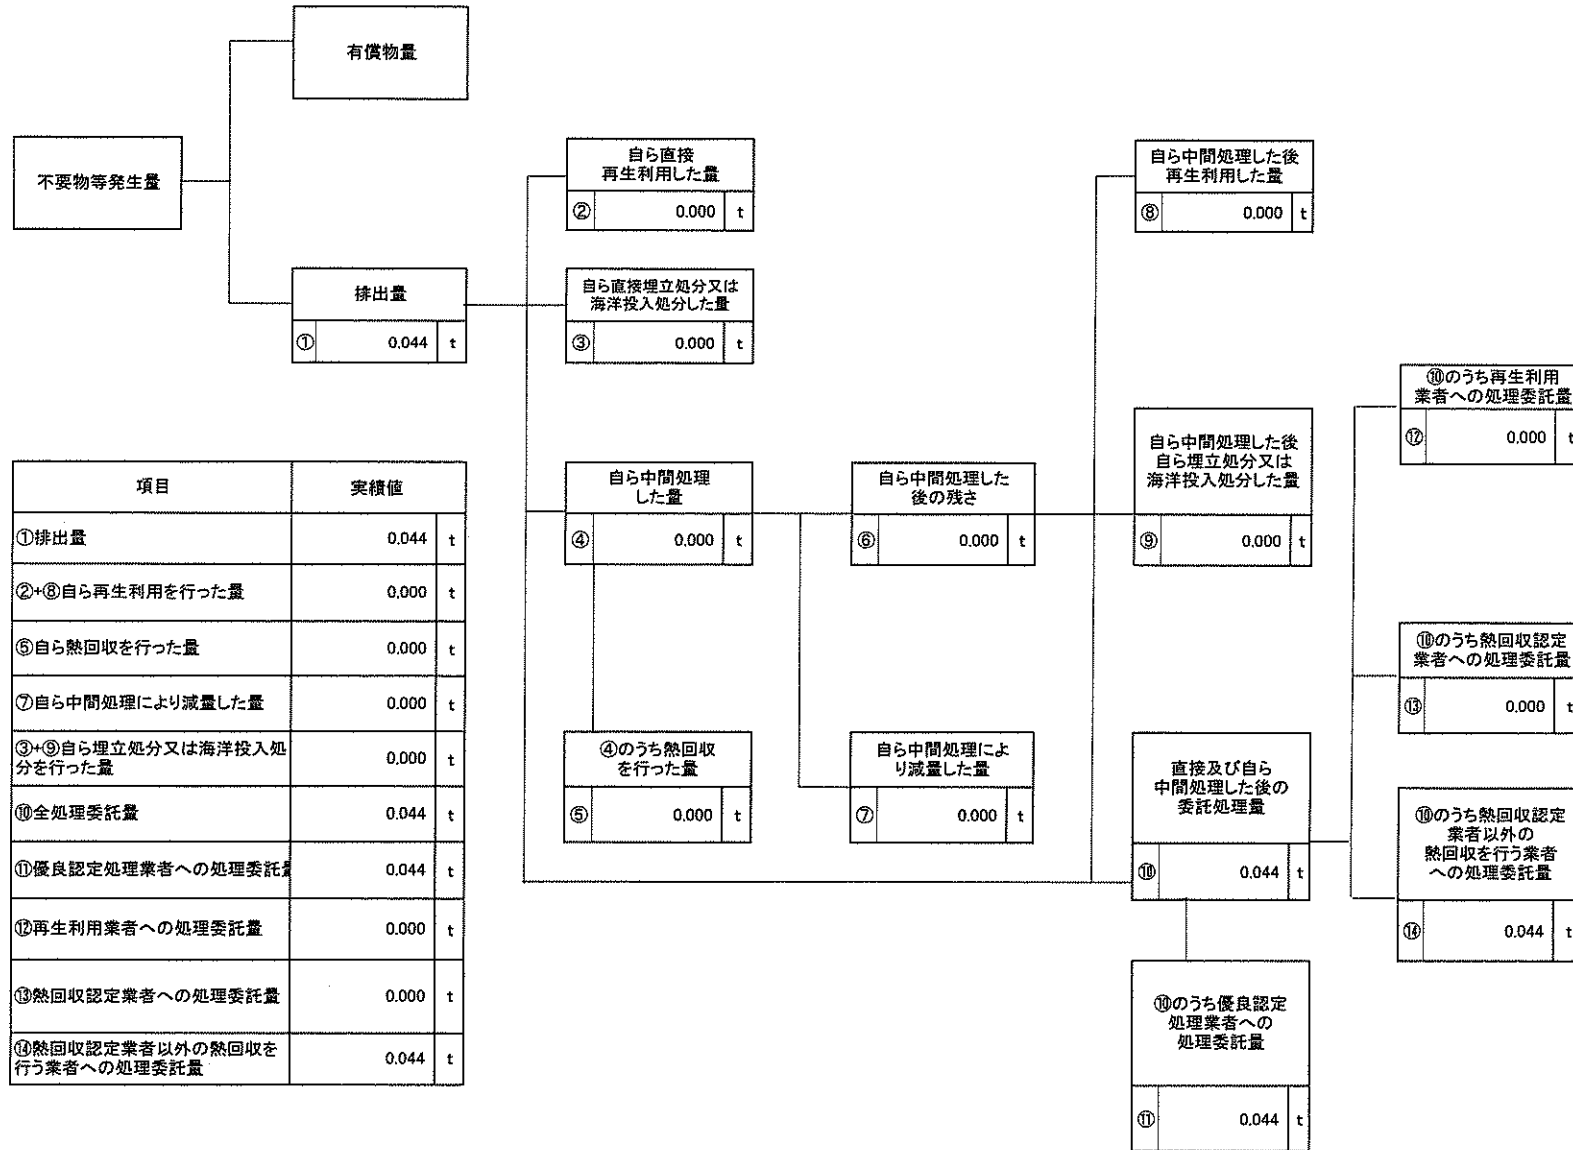 有償物量
不要物等発生量
排出量
① 0.044 t
自ら直接
再生利用した量
② 0.000 t
自ら直接埋立処分又は
海洋投入処分した量
③ 0.000 t
自ら中間処理
した量
④ 0.000 t
④のうち熱回収
を行った量
⑤ 0.000 t
自ら中間処理した
後の残さ
⑥ 0.000 t
自ら中間処理によ
り減量した量
⑦ 0.000 t
自ら中間処理した後
再生利用した量
⑧ 0.000 t
自ら中間処理した後
自ら埋立処分又は
海洋投入処分した量
⑨ 0.000 t
直接及び自ら
中間処理した後の
委託処理量
⑩ 0.044 t
⑩のうち優良認定
処理業者への
処理委託量
⑪ 0.044 t
⑩のうち再生利用
業者への処理委託量
⑫ 0.000 t
⑩のうち熱回収認定
業者への処理委託量
⑬ 0.000 t
⑩のうち熱回収認定
業者以外の
熱回収を行う業者
への処理委託量
⑭ 0.044 t
項目 実績値
①排出量 0.044 t
②+⑧自ら再生利用を行った量 0.000 t
⑤自ら熱回収を行った量 0.000 t
⑦自ら中間処理により減量した量 0.000 t
③+⑨自ら埋立処分又は海洋投入処
分を行った量 0.000 t
⑩全処理委託量 0.044 t
⑪優良認定処理業者への処理委託量 0.044 t
⑫再生利用業者への処理委託量 0.000 t
⑬熱回収認定業者への処理委託量 0.000 t
⑭熱回収認定業者以外の熱回収を
行う業者への処理委託量 0.044 t